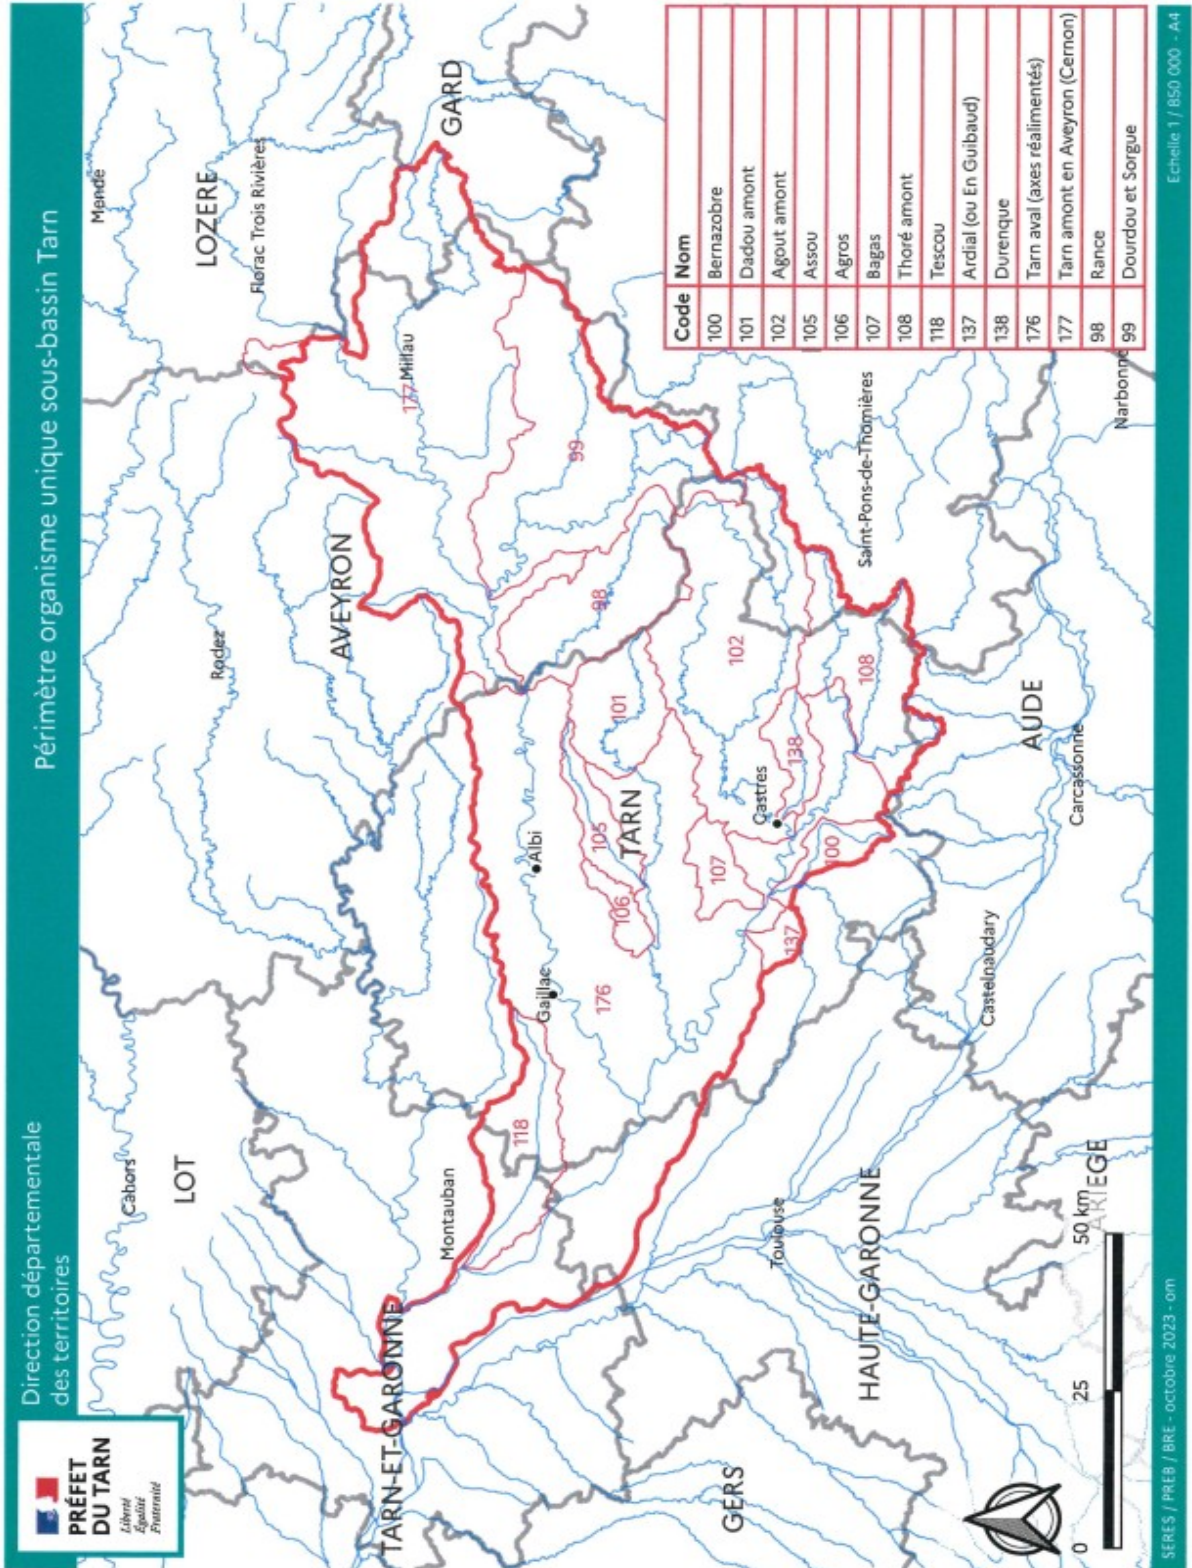 PRÉFET
DU TARN
Liberté
Égalité
Fraternité
Direction départementale
des territoires
Périmètre organisme unique sous-bassin Tarn
Mende
LOZERE
Florac Trois Rivières
GARD
Cahors
LOT
Rodez
AVEYRON
177
Millau
99
98
Montauban
118
TARN-ET-GARONNE
Albi
Gaillac
176
105
106
TARN
101
102
107
Castres
138
108
100
137
Saint-Pons-de-Thomières
Narbonne
AUDE
Carcassonne
Castelnaudary
Toulouse
HAUTE-GARONNE
GERS
ARIEGE
0 25 50 km
Code Nom
100 Bernazobre
101 Dadou amont
102 Agout amont
105 Assou
106 Agros
107 Bagas
108 Thoré amont
118 Tescou
137 Ardial (ou En Guibaud)
138 Durenque
176 Tarn aval (axes réalimentés)
177 Tarn amont en Aveyron (Cernon)
98 Rance
99 Dourdou et Sorgue
SERES / PREB / BRE - octobre 2023 - om
Echelle 1 / 850 000 - A4